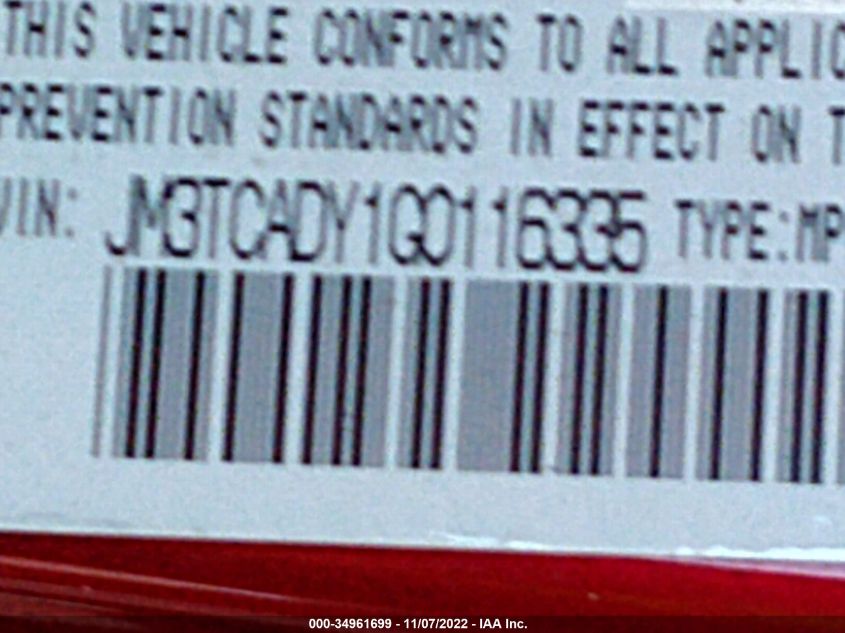 THIS VEHICLE CONFORMS TO ALL APPLIC
PREVENTION STANDARDS IN EFFECT ON T
VIN: JM3TCADY1G0116335 TYPE:MP
000-34961699 - 11/07/2022 - IAA Inc.